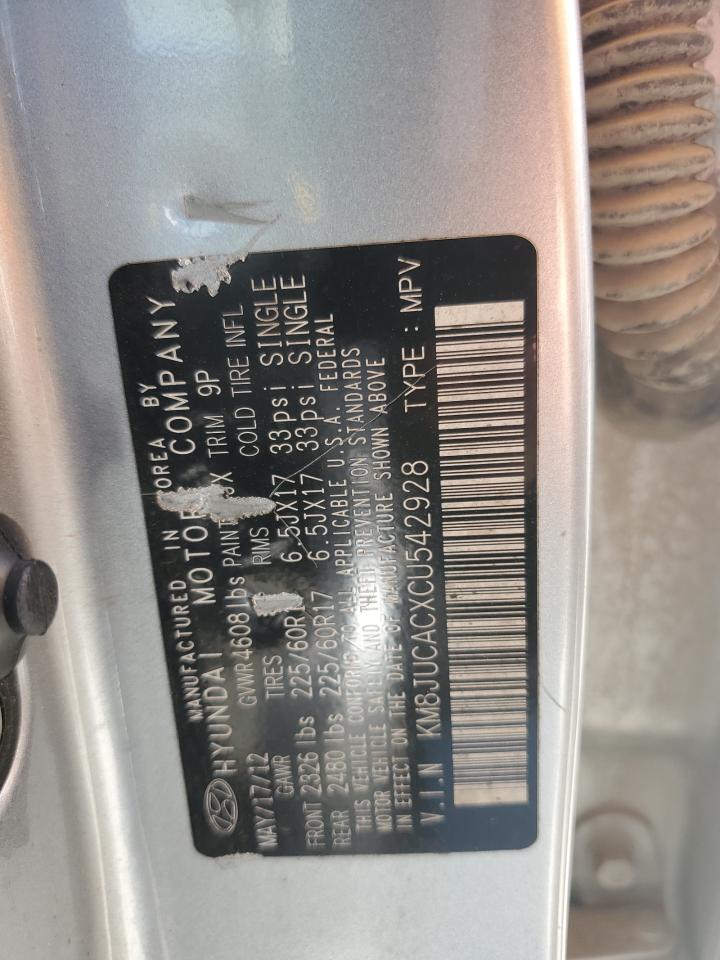 MANUFACTURED IN KOREA BY
HYUNDAI MOTOR COMPANY
MAY/17/12 GVWR4608lbs PAINT TRIM 9P
GAWR TIRES RIMS COLD TIRE INFL
FRONT 2326 lbs 225/60R17 6.5JX17 33psi SINGLE
REAR 2480 lbs 225/60R17 6.5JX17 33psi SINGLE
THIS VEHICLE CONFORMS TO ALL APPLICABLE U.S.A. FEDERAL
MOTOR VEHICLE SAFETY AND THEFT PREVENTION STANDARDS
IN EFFECT ON THE DATE OF MANUFACTURE SHOWN ABOVE
V.I.N KM8JUCACXCU542928 TYPE : MPV